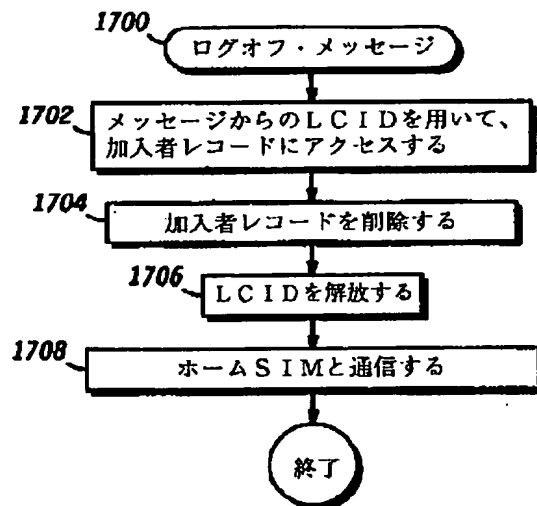 1700
ログオフ・メッセージ
1702
メッセージからのLCIDを用いて、
加入者レコードにアクセスする
1704
加入者レコードを削除する
1706
LCIDを解放する
1708
ホームSIMと通信する
終了